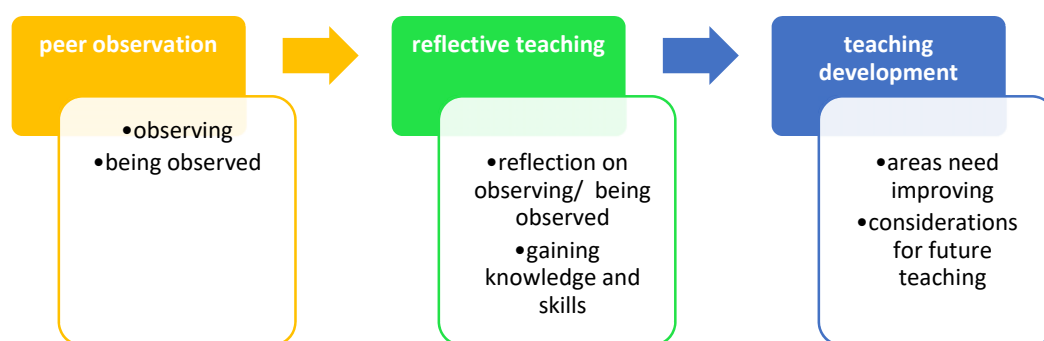 peer observation
•observing
•being observed
reflective teaching
•reflection on
observing/ being
observed
•gaining
knowledge and
skills
teaching
development
•areas need
improving
•considerations
for future
teaching